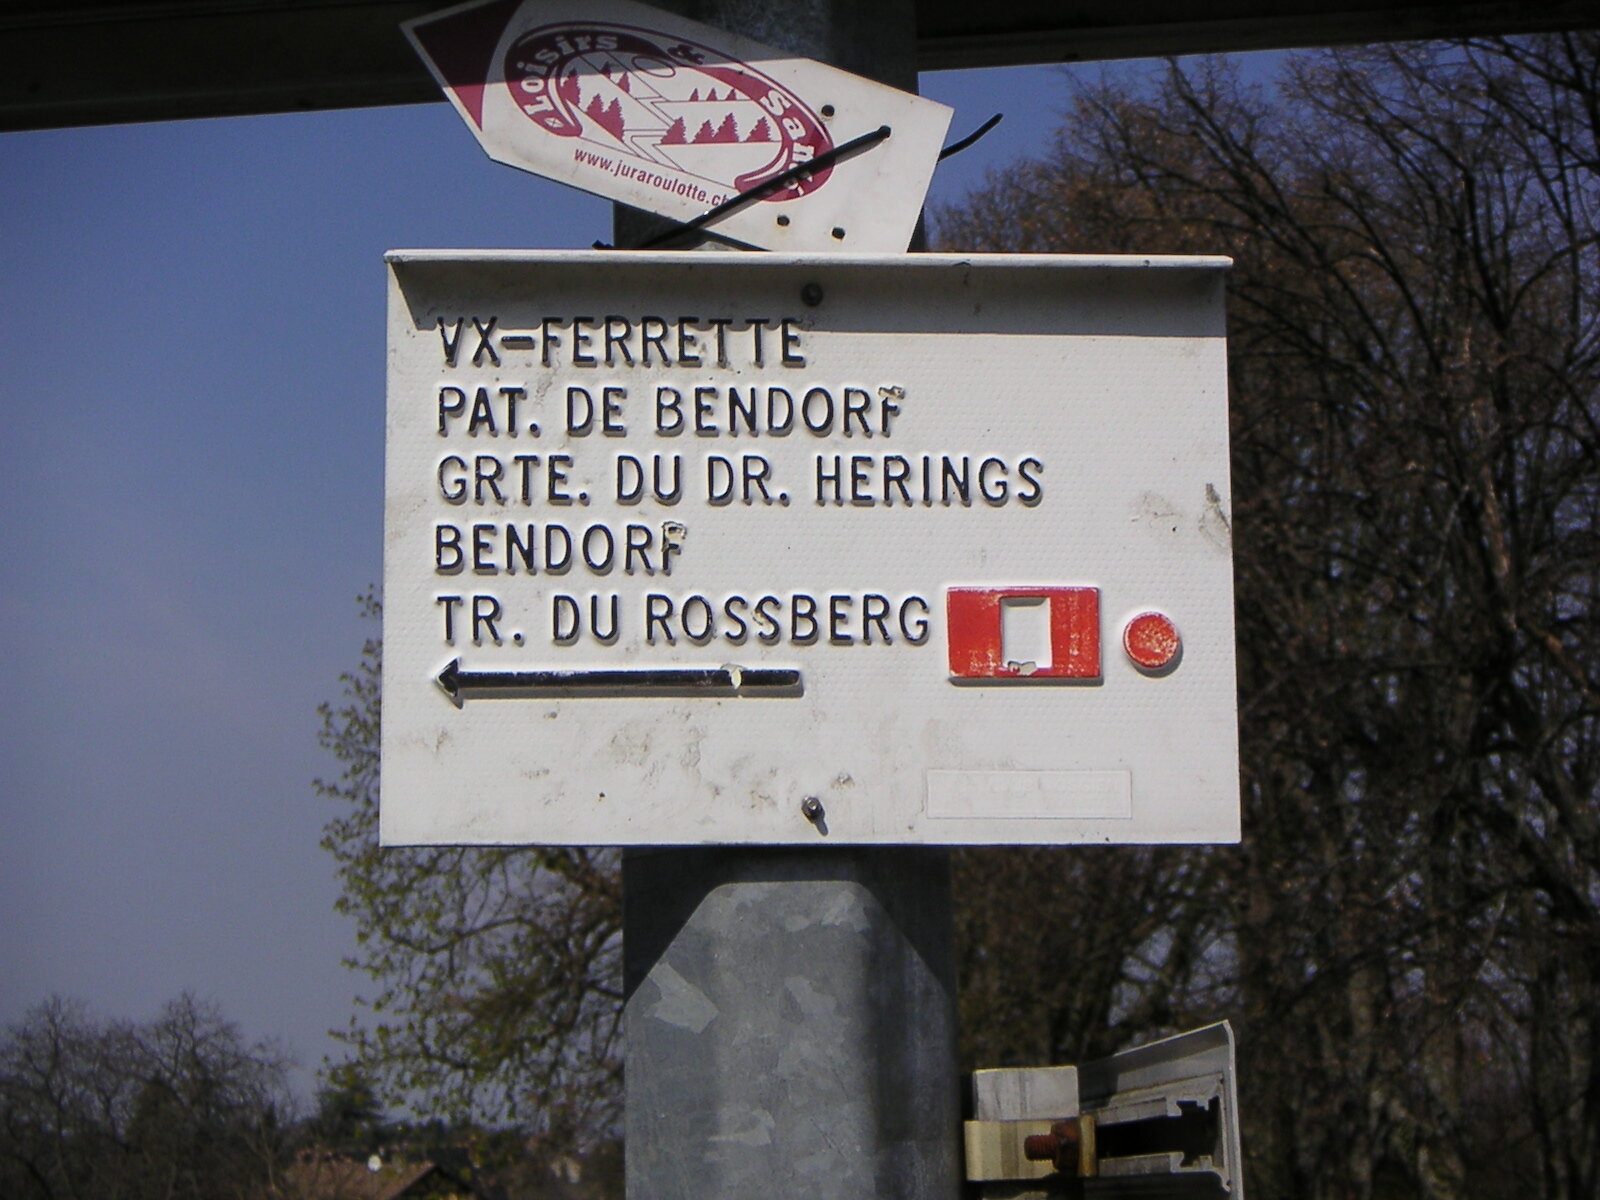 Loisirs
Santé
www.juraroulotte.ch
VX-FERRETTE
PAT. DE BENDORF
GRTE. DU DR. HERINGS
BENDORF
TR. DU ROSSBERG